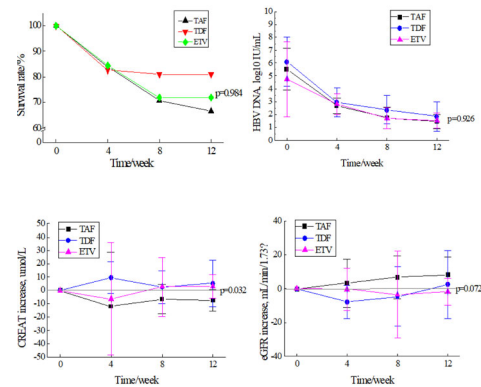 TAF
TDF
ETV
100
90
80
70
60
0
Survival rate/%
p=0.984
0 4 8 12
Time/week
TAF
TDF
ETV
10
9
8
7
6
5
4
3
2
1
0
HBV DNA, log10 IU/mL
p=0.926
0 4 8 12
Time/week
TAF
TDF
ETV
50
40
30
20
10
0
-10
-20
-30
-40
-50
CREAT increase, umol/L
p=0.032
0 4 8 12
Time/week
TAF
TDF
ETV
40
20
0
-20
-40
eGFR increase, mL/min/1.73?
p=0.072
0 4 8 12
Time/week